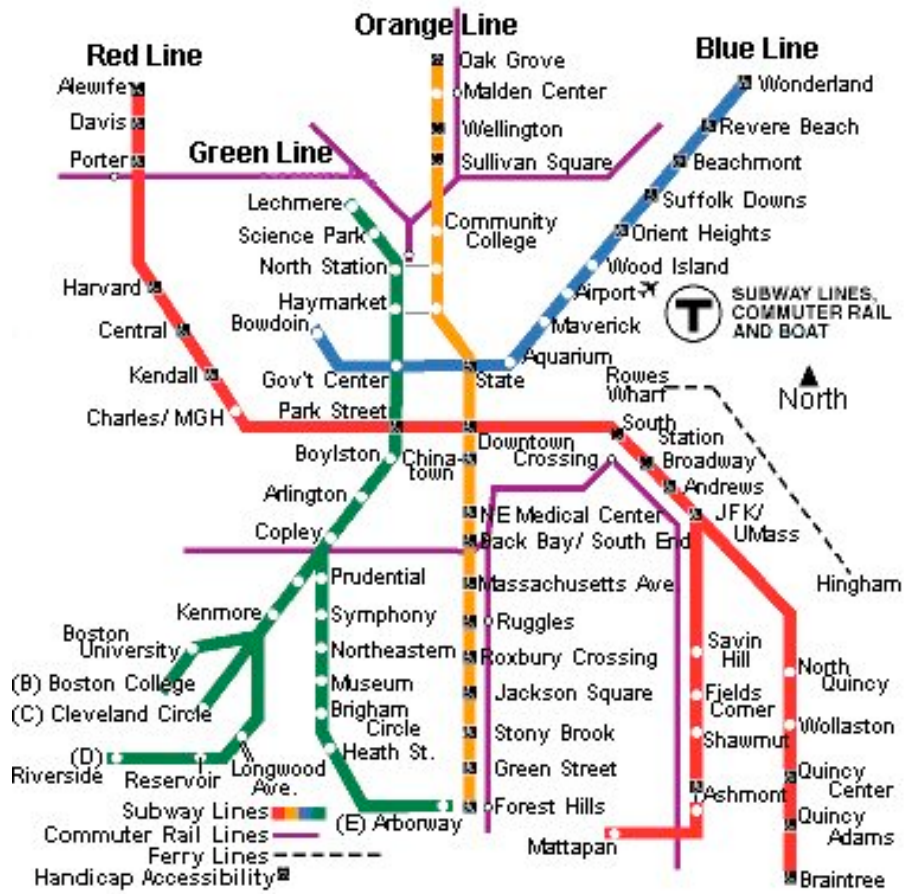 Orange Line
Red Line
Blue Line
Green Line
Alewife
Davis
Porter
Harvard
Central
Kendall
Charles/ MGH
Oak Grove
Malden Center
Wellington
Sullivan Square
Community
College
Wonderland
Revere Beach
Beachmont
Suffolk Downs
Orient Heights
Wood Island
Airport
Maverick
Aquarium
Lechmere
Science Park
North Station
Haymarket
Bowdoin
Gov't Center
State
Park Street
T
SUBWAY LINES,
COMMUTER RAIL
AND BOAT
North
Rowes
Wharf
South
Station
Downtown
Crossing
Broadway
Andrews
JFK/
UMass
Hingham
Boylston
China-
town
Arlington
Copley
NE Medical Center
Back Bay/ South End
Massachusetts Ave
Ruggles
Roxbury Crossing
Jackson Square
Stony Brook
Green Street
Forest Hills
Prudential
Symphony
Northeastern
Museum
Brigham
Circle
Heath St.
(E) Arborway
Kenmore
Boston
University
(B) Boston College
(C) Cleveland Circle
(D)
Riverside
Reservoir
Longwood
Ave.
Savin
Hill
Fields
Corner
Shawmut
Ashmont
Mattapan
North
Quincy
Wollaston
Quincy
Center
Quincy
Adams
Braintree
Subway Lines
Commuter Rail Lines
Ferry Lines
Handicap Accessibility